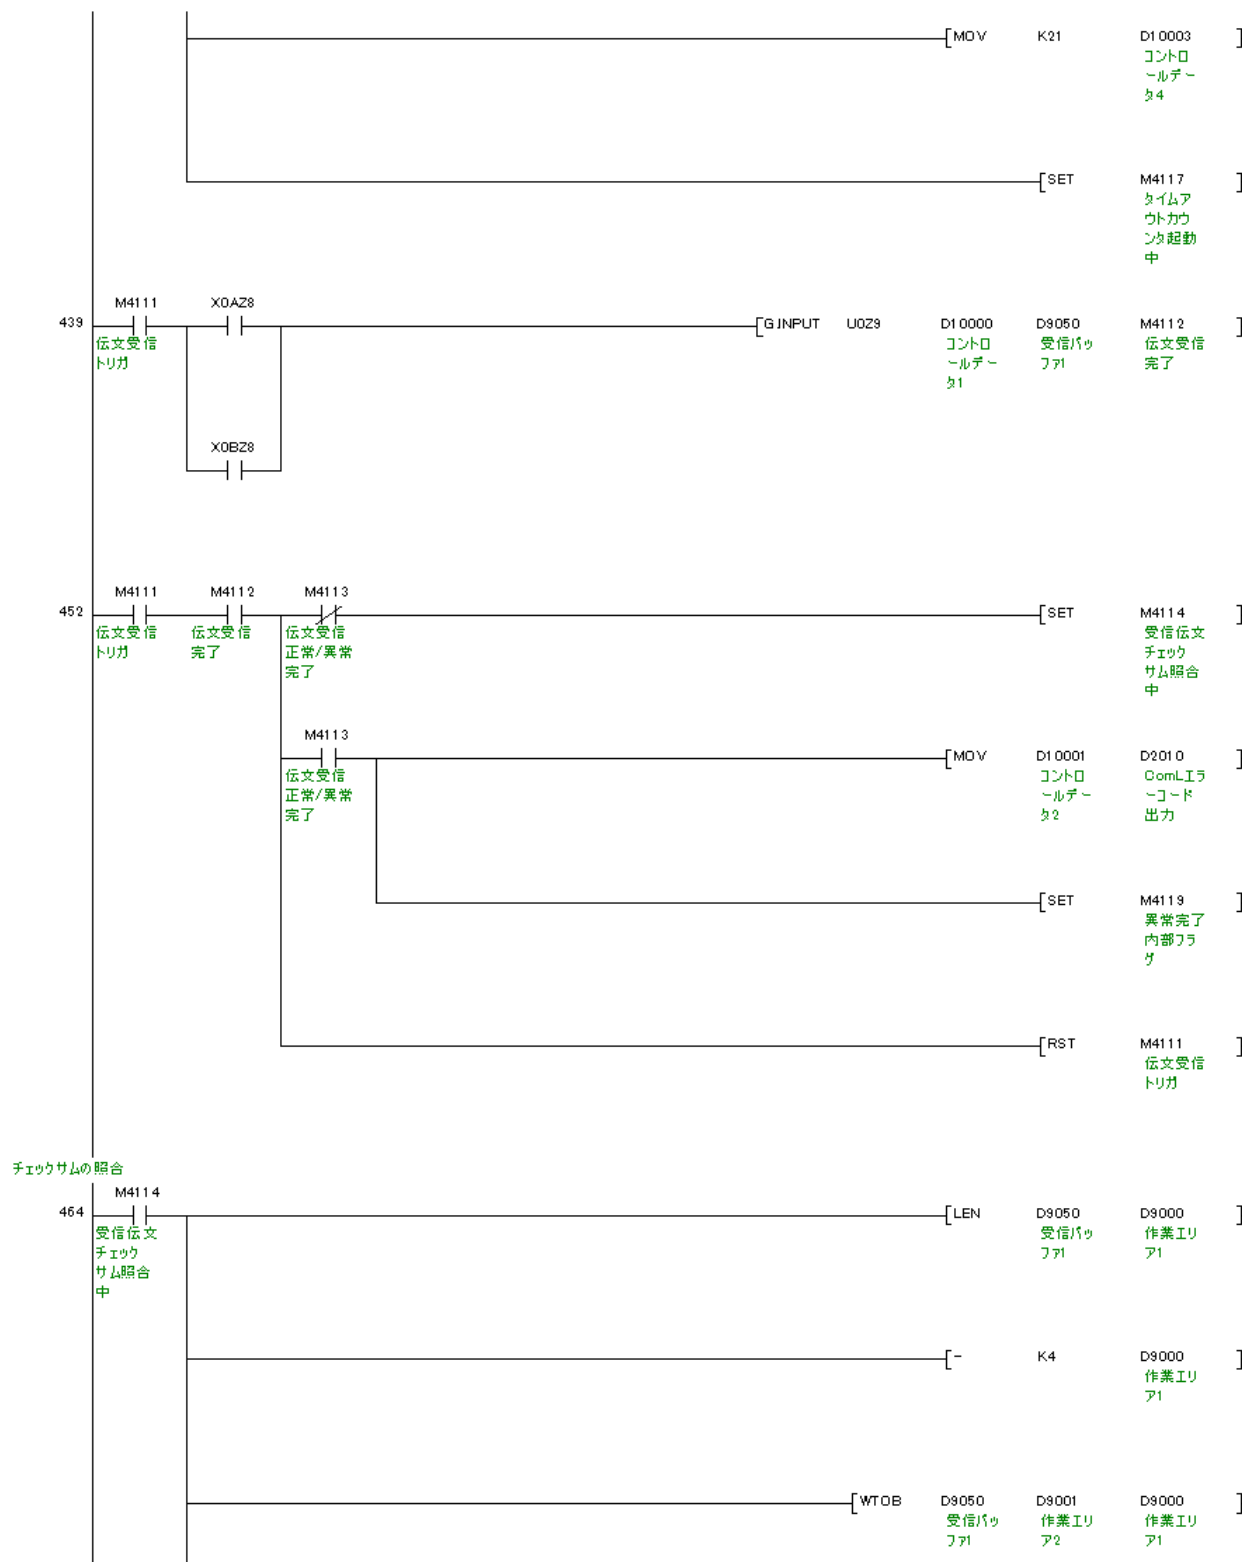 [MOV K21 D10003 ]
コントロ
ールデー
タ4
[SET M4117 ]
タイムア
ウトカウ
ンタ起動
中
M4111 X0AZ8
439 [G.INPUT U0Z9 D10000 D9050 M4112 ]
伝文受信 コントロ 受信バッ 伝文受信
トリガ ールデー ファ1 完了
タ1
X0BZ8
M4111 M4112 M4113
452 [SET M4114 ]
伝文受信 伝文受信 伝文受信 受信伝文
トリガ 完了 正常/異常 チェック
完了 サム照合
中
M4113
[MOV D10001 D2010 ]
伝文受信 コントロ ComLエラ
正常/異常 ールデー ーコード
完了 タ2 出力
[SET M4119 ]
異常完了
内部フラ
グ
[RST M4111 ]
伝文受信
トリガ
チェックサムの照合
M4114
464 [LEN D9050 D9000 ]
受信伝文 受信バッ 作業エリ
チェック ファ1 ア1
サム照合
中
[- K4 D9000 ]
作業エリ
ア1
[WTOB D9050 D9001 D9000 ]
受信バッ 作業エリ 作業エリ
ファ1 ア2 ア1